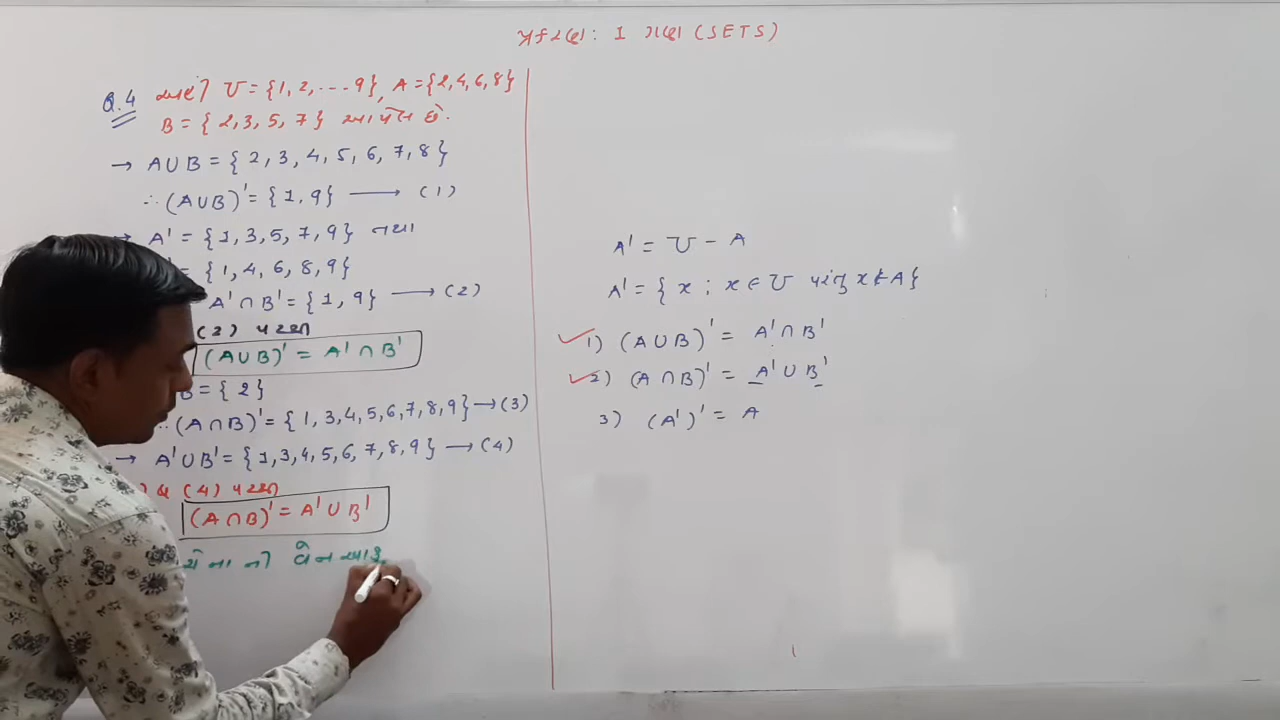 પ્રકરણ: 1 ગણ (SETS)
Q.4 U = {1, 2, ... 9}, A = {2, 4, 6, 8}
B = { 2, 3, 5, 7 } આપેલ છે.
→ A∪B = { 2, 3, 4, 5, 6, 7, 8 }
∴ (A∪B)' = { 1, 9 } ⟶ (1)
A' = { 1, 3, 5, 7, 9 } તથા
= { 1, 4, 6, 8, 9 }
A' ∩ B' = { 1, 9 } ⟶ (2)
(2) પરથી
(A∪B)' = A' ∩ B'
B = { 2 }
∴ (A∩B)' = { 1, 3, 4, 5, 6, 7, 8, 9 } ⟶ (3)
→ A'∪B' = { 1, 3, 4, 5, 6, 7, 8, 9 } ⟶ (4)
) & (4) પરથી
(A∩B)' = A' ∪ B'
A' = U − A
A' = { x ; x ∈ U પરંતુ x ∉ A }
1) (A∪B)' = A' ∩ B'
2) (A∩B)' = A' ∪ B'
3) (A')' = A